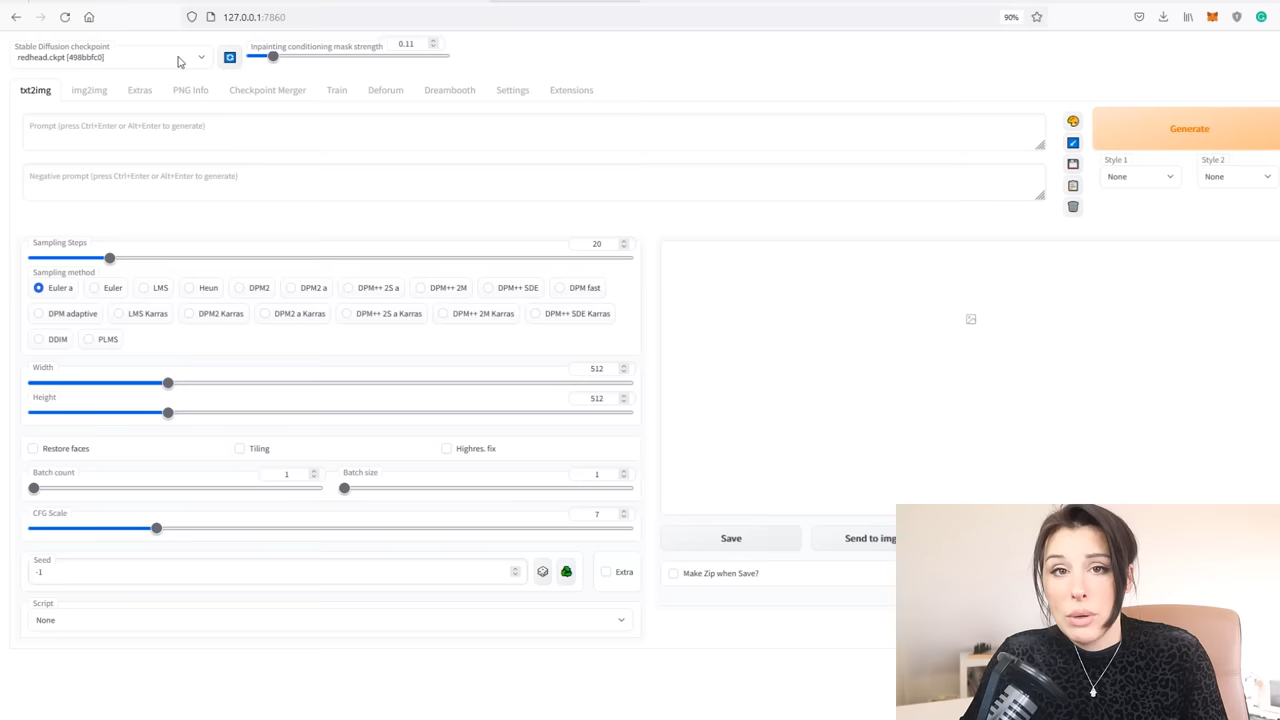 127.0.0.1:7860
90%
Stable Diffusion checkpoint
redhead.ckpt [498bbfc0]
Inpainting conditioning mask strength
0.11
txt2img
img2img
Extras
PNG Info
Checkpoint Merger
Train
Deforum
Dreambooth
Settings
Extensions
Prompt (press Ctrl+Enter or Alt+Enter to generate)
Negative prompt (press Ctrl+Enter or Alt+Enter to generate)
Generate
Style 1
Style 2
None
None
Sampling Steps
20
Sampling method
Euler a
Euler
LMS
Heun
DPM2
DPM2 a
DPM++ 2S a
DPM++ 2M
DPM++ SDE
DPM fast
DPM adaptive
LMS Karras
DPM2 Karras
DPM2 a Karras
DPM++ 2S a Karras
DPM++ 2M Karras
DPM++ SDE Karras
DDIM
PLMS
Width
512
Height
512
Restore faces
Tiling
Highres. fix
Batch count
1
Batch size
1
CFG Scale
7
Seed
-1
Extra
Script
None
Save
Send to img
Make Zip when Save?